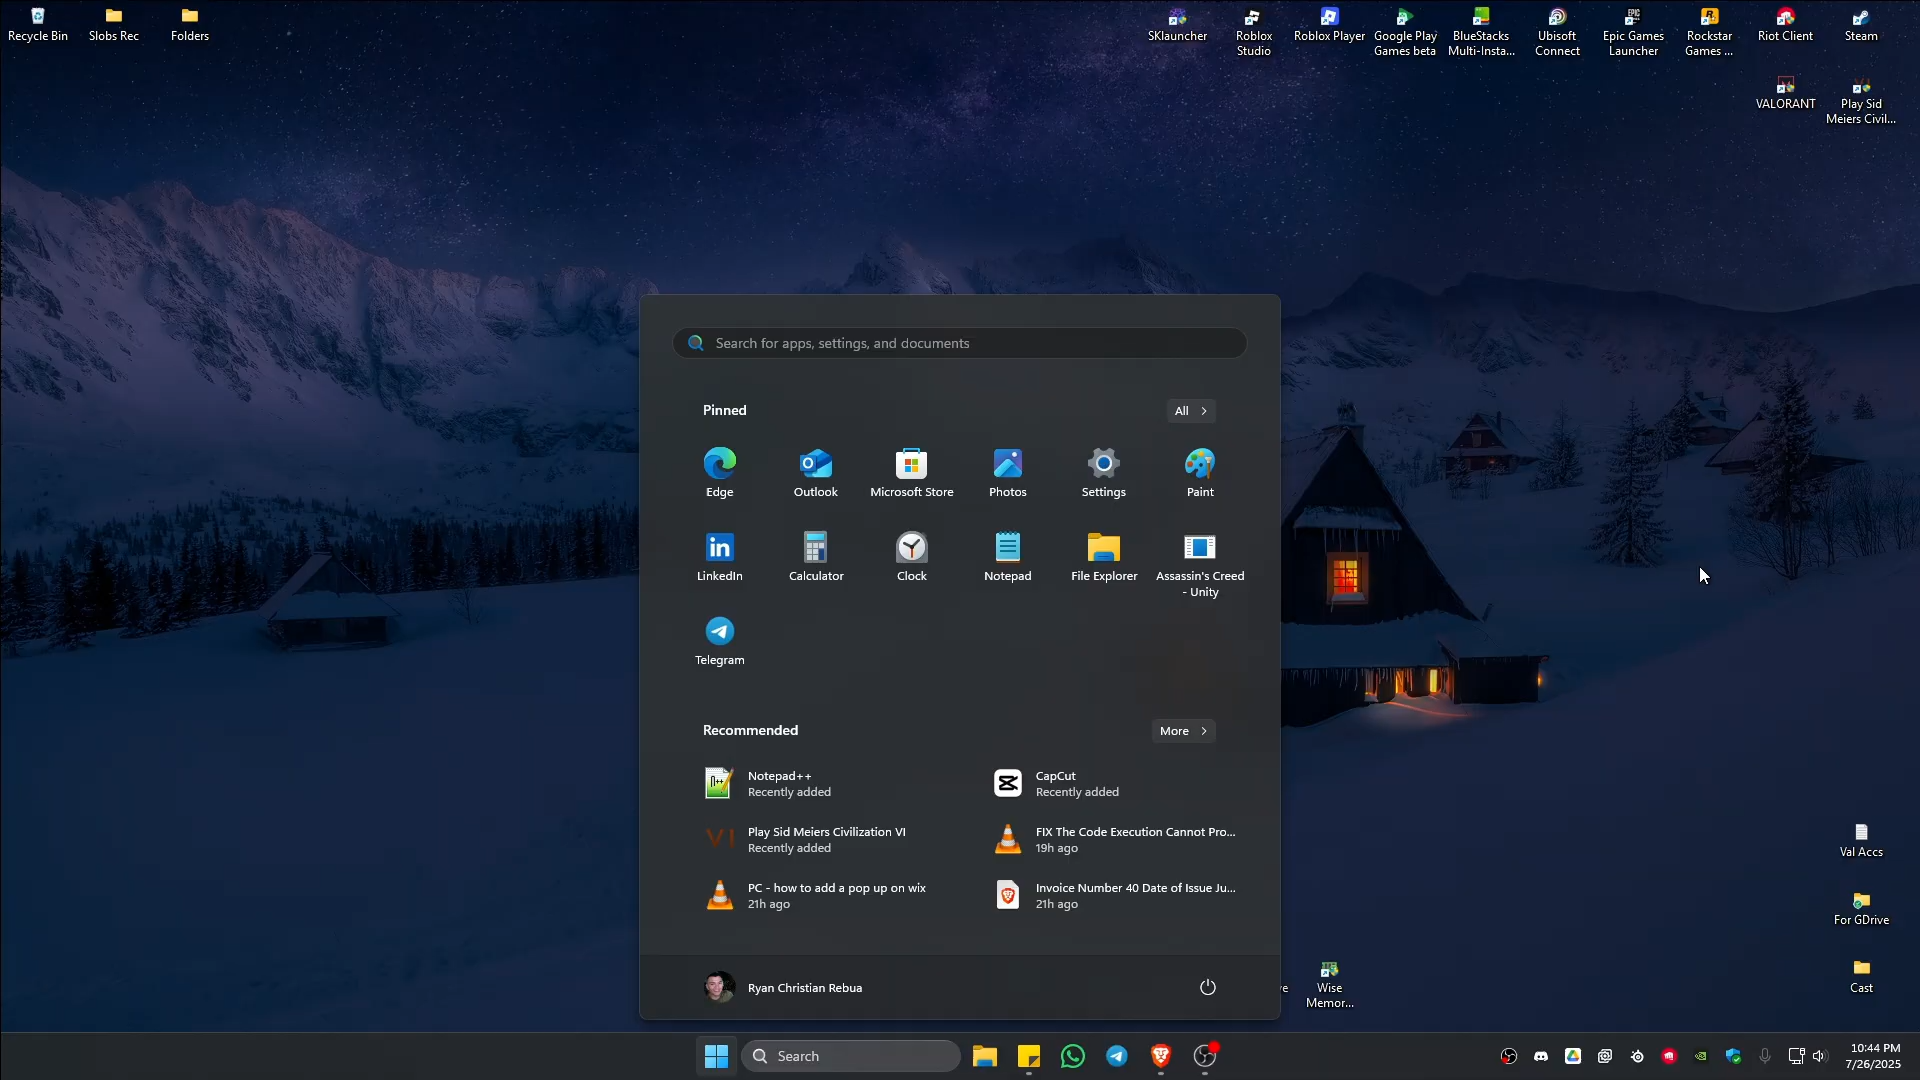 Recycle Bin
Slobs Rec
Folders
SKlauncher
Roblox
Studio
Roblox Player
Google Play
Games beta
BlueStacks
Multi-Insta...
Ubisoft
Connect
Epic Games
Launcher
Rockstar
Games ...
Riot Client
Steam
VALORANT
Play Sid
Meiers Civil...
Search for apps, settings, and documents
Pinned
All
Edge
Outlook
Microsoft Store
Photos
Settings
Paint
LinkedIn
Calculator
Clock
Notepad
File Explorer
Assassin's Creed
- Unity
Telegram
Recommended
More
Notepad++
Recently added
CapCut
Recently added
Play Sid Meiers Civilization VI
Recently added
FIX The Code Execution Cannot Pro...
19h ago
PC - how to add a pop up on wix
21h ago
Invoice Number 40 Date of Issue Ju...
21h ago
Ryan Christian Rebua
Val Accs
For GDrive
Cast
ve
Wise
Memor...
Search
10:44 PM
7/26/2025